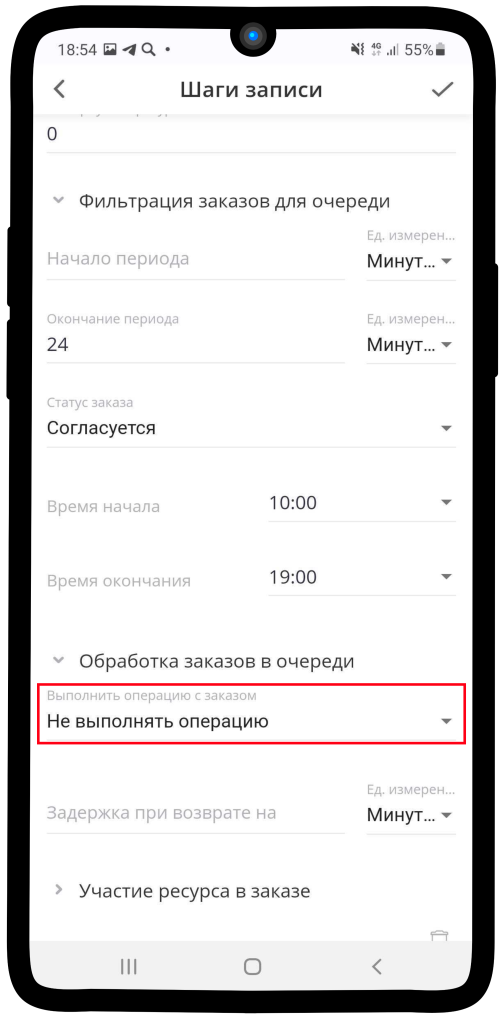 18:54
4G
55%
Шаги записи
0
Фильтрация заказов для очереди
Ед. измерен...
Начало периода
Минут...
Окончание периода
Ед. измерен...
24
Минут...
Статус заказа
Согласуется
Время начала
10:00
Время окончания
19:00
Обработка заказов в очереди
Выполнить операцию с заказом
Не выполнять операцию
Ед. измерен...
Задержка при возврате на
Минут...
Участие ресурса в заказе